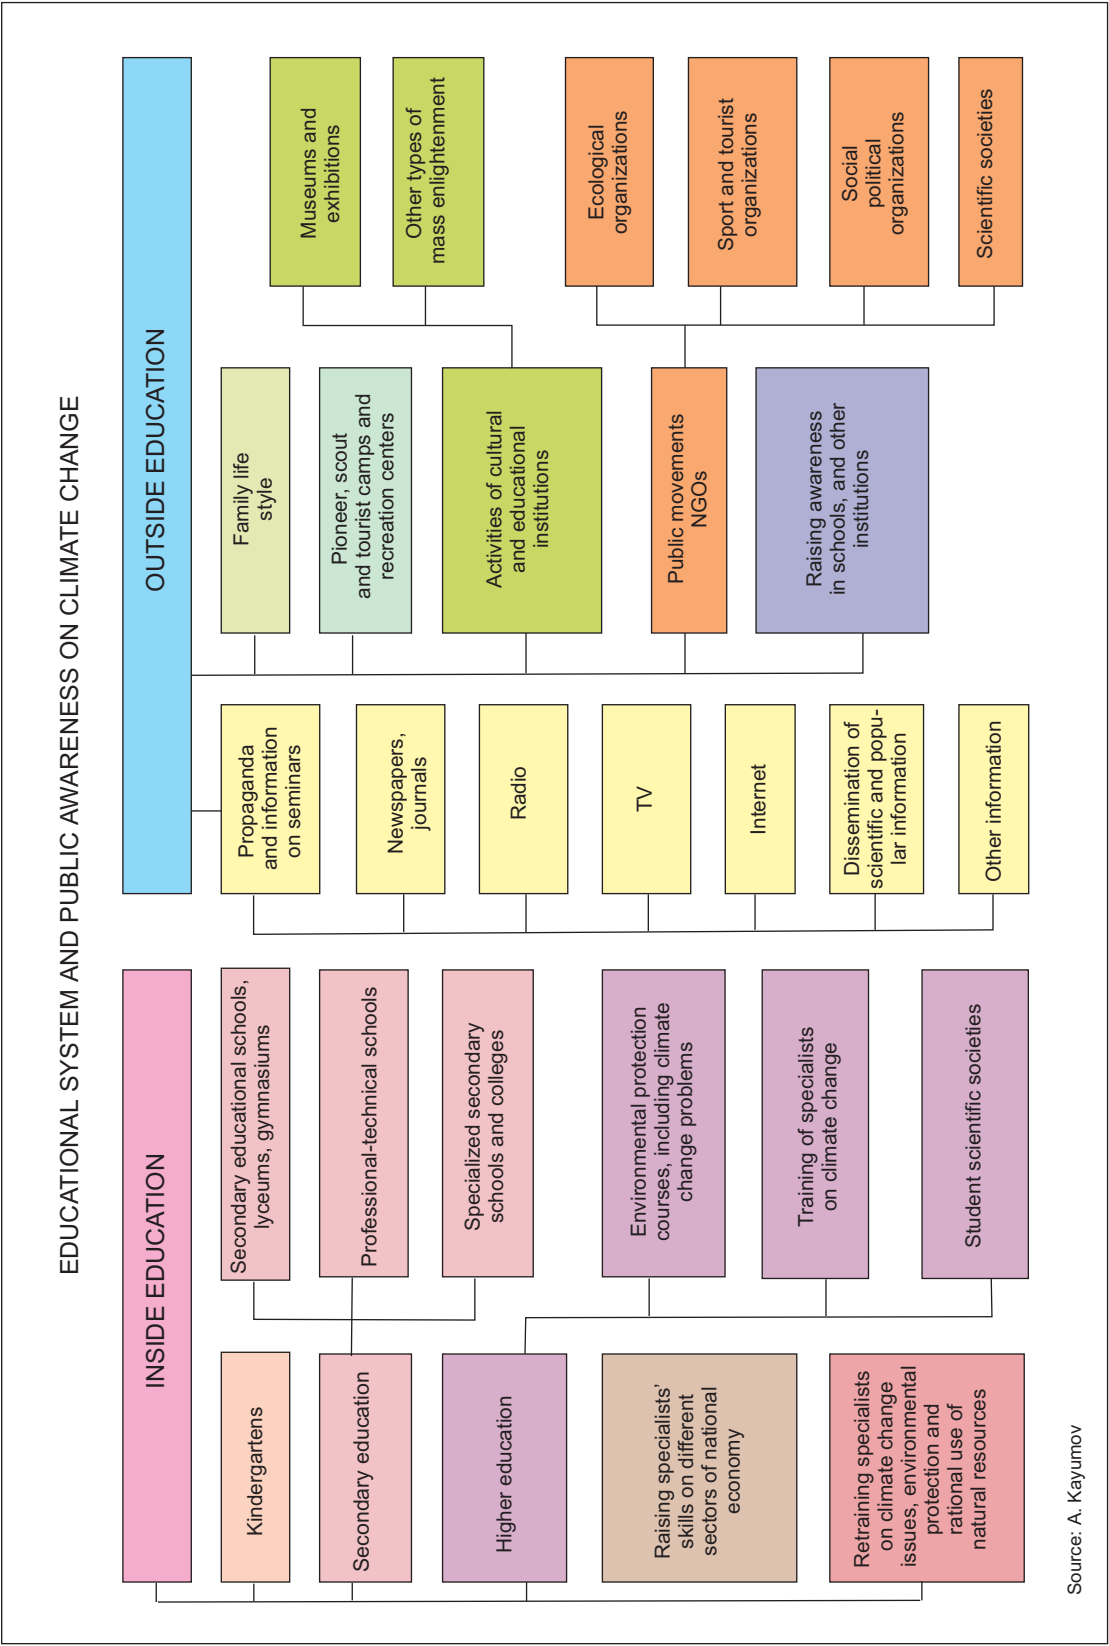 EDUCATIONAL SYSTEM AND PUBLIC AWARENESS ON CLIMATE CHANGE
INSIDE EDUCATION
Kindergartens
Secondary education
Higher education
Raising specialists’
skills on different
sectors of national
economy
Retraining specialists
on climate change
issues, environmental
protection and
rational use of
natural resources
Secondary educational schools,
lyceums, gymnasiums
Professional-technical schools
Specialized secondary
schools and colleges
Environmental protection
courses, including climate
change problems
Training of specialists
on climate change
Student scientific societies
OUTSIDE EDUCATION
Propaganda
and information
on seminars
Newspapers,
journals
Radio
TV
Internet
Dissemination of
scientific and popu-
lar information
Other information
Family life
style
Pioneer, scout
and tourist camps and
recreation centers
Activities of cultural
and educational
institutions
Public movements
NGOs
Raising awareness
in schools, and other
institutions
Museums and
exhibitions
Other types of
mass enlightenment
Ecological
organizations
Sport and tourist
organizations
Social
political
organizations
Scientific societies
Source: A. Kayumov